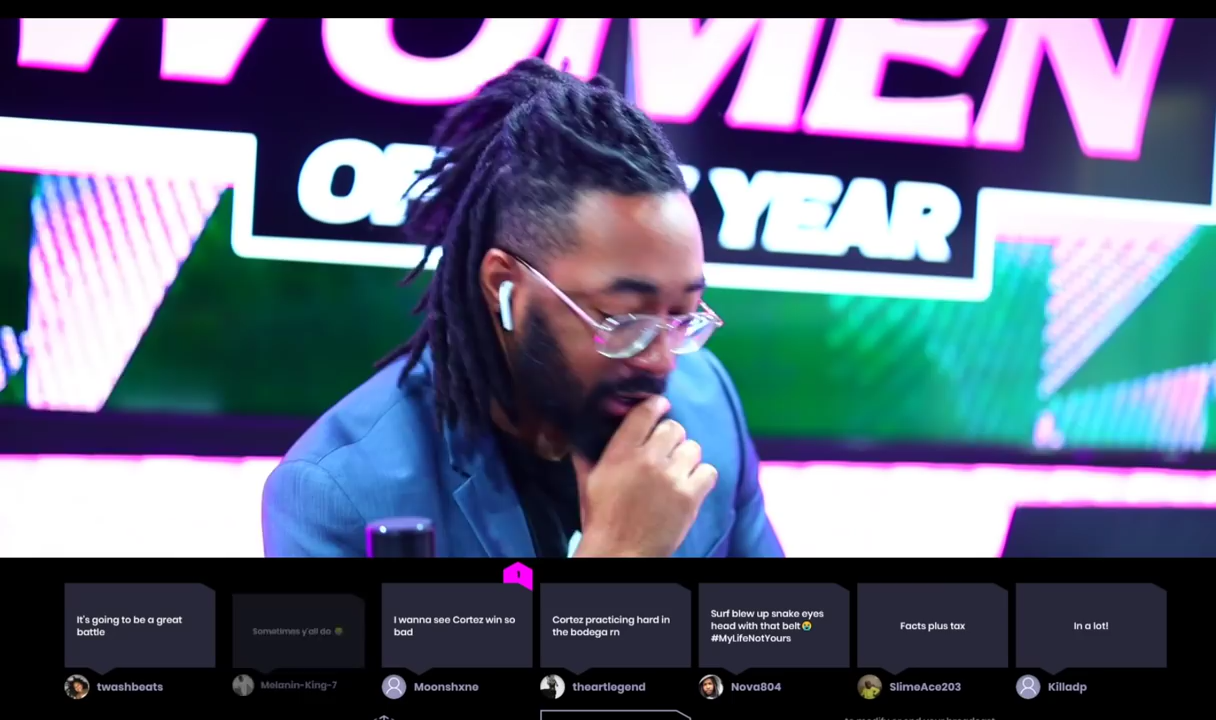 WOMEN
OF
YEAR
It's going to be a great
battle
Sometimes y'all do
I wanna see Cortez win so
bad
1
Cortez practicing hard in
the bodega rn
Surf blew up snake eyes
head with that belt😭
#MyLifeNotYours
Facts plus tax
In a lot!
twashbeats
Melanin-King-7
Moonshxne
theartlegend
Nova804
SlimeAce203
Killadp